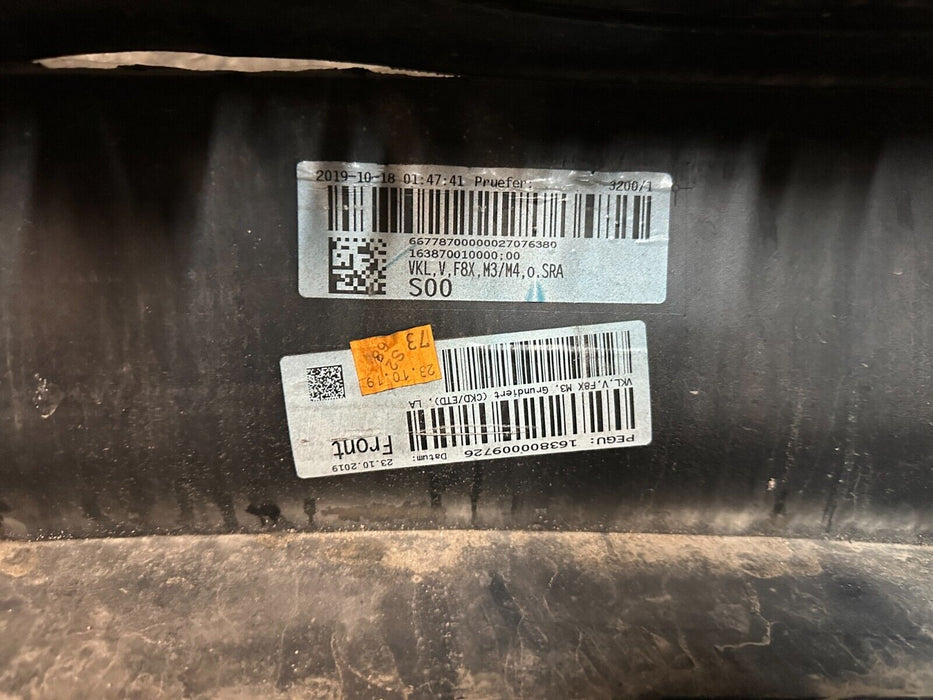 2019-10-18 01:47:41 Pruefer: 3200/1
66778700000027076380
163870010000;00
VKL,V,F8X,M3/M4,o.SRA
S00
PEGU: 163800009726
Datum:
23.10.2019
Front
VKL,V,F8X M3, Grundiert (CKD/ETD), LA
23.10.19
73